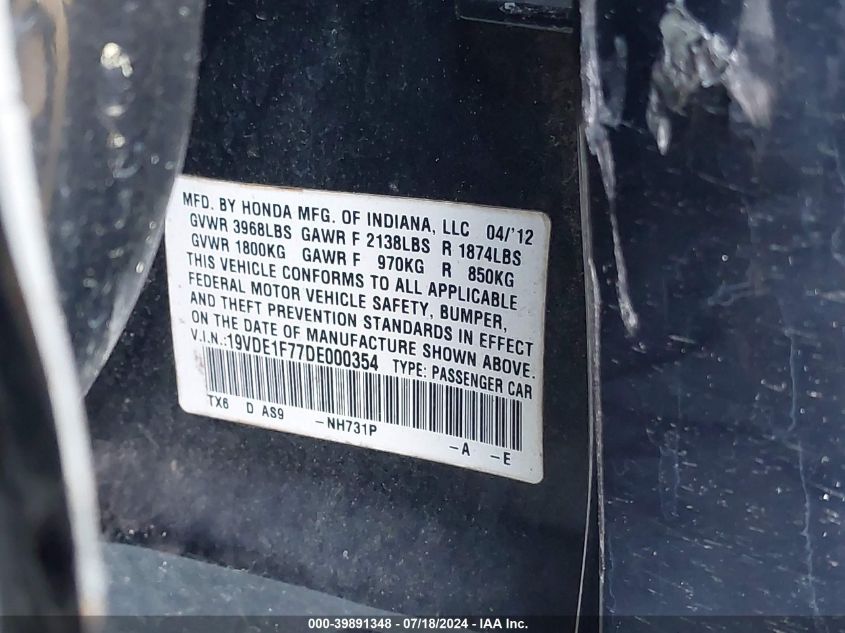 MFD. BY HONDA MFG. OF INDIANA, LLC 04/'12
GVWR 3968LBS GAWR F 2138LBS R 1874LBS
GVWR 1800KG GAWR F 970KG R 850KG
THIS VEHICLE CONFORMS TO ALL APPLICABLE
FEDERAL MOTOR VEHICLE SAFETY, BUMPER,
AND THEFT PREVENTION STANDARDS IN EFFECT
ON THE DATE OF MANUFACTURE SHOWN ABOVE.
V.I.N.:19VDE1F77DE000354 TYPE: PASSENGER CAR
TX6 D AS9 -NH731P -A -E
000-39891348 - 07/18/2024 - IAA Inc.